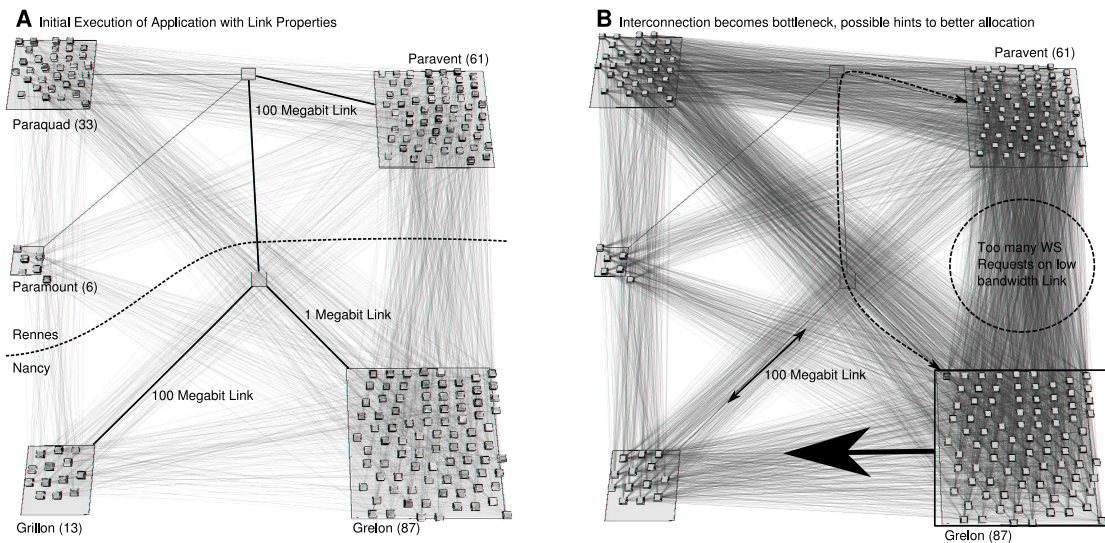 A Initial Execution of Application with Link Properties
Paravent (61)
100 Megabit Link
Paraquad (33)
Paramount (6)
1 Megabit Link
Rennes
Nancy
100 Megabit Link
Grillon (13)
Grelon (87)
B Interconnection becomes bottleneck, possible hints to better allocation
Paravent (61)
Too many WS
Requests on low
bandwidth Link
100 Megabit Link
Grelon (87)